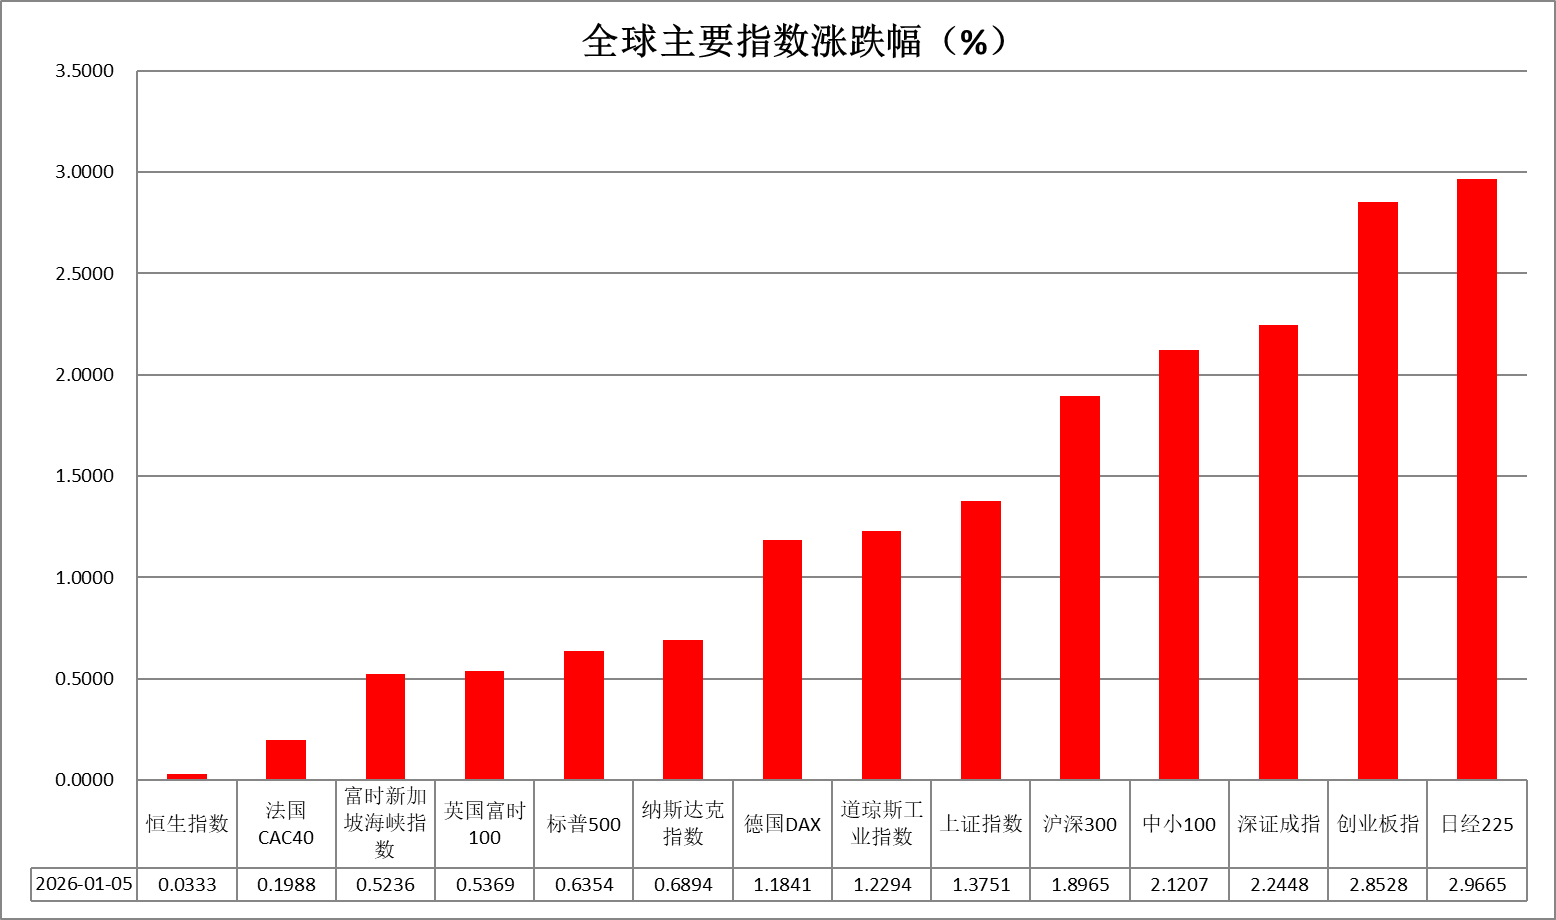 全球主要指数涨跌幅（%）
3.5000
3.0000
2.5000
2.0000
1.5000
1.0000
0.5000
0.0000
恒生指数
法国
CAC40
富时新加
坡海峡指
数
英国富时
100
标普500
纳斯达克
指数
德国DAX
道琼斯工
业指数
上证指数
沪深300
中小100
深证成指
创业板指
日经225
2026-01-05 0.0333 0.1988 0.5236 0.5369 0.6354 0.6894 1.1841 1.2294 1.3751 1.8965 2.1207 2.2448 2.8528 2.9665